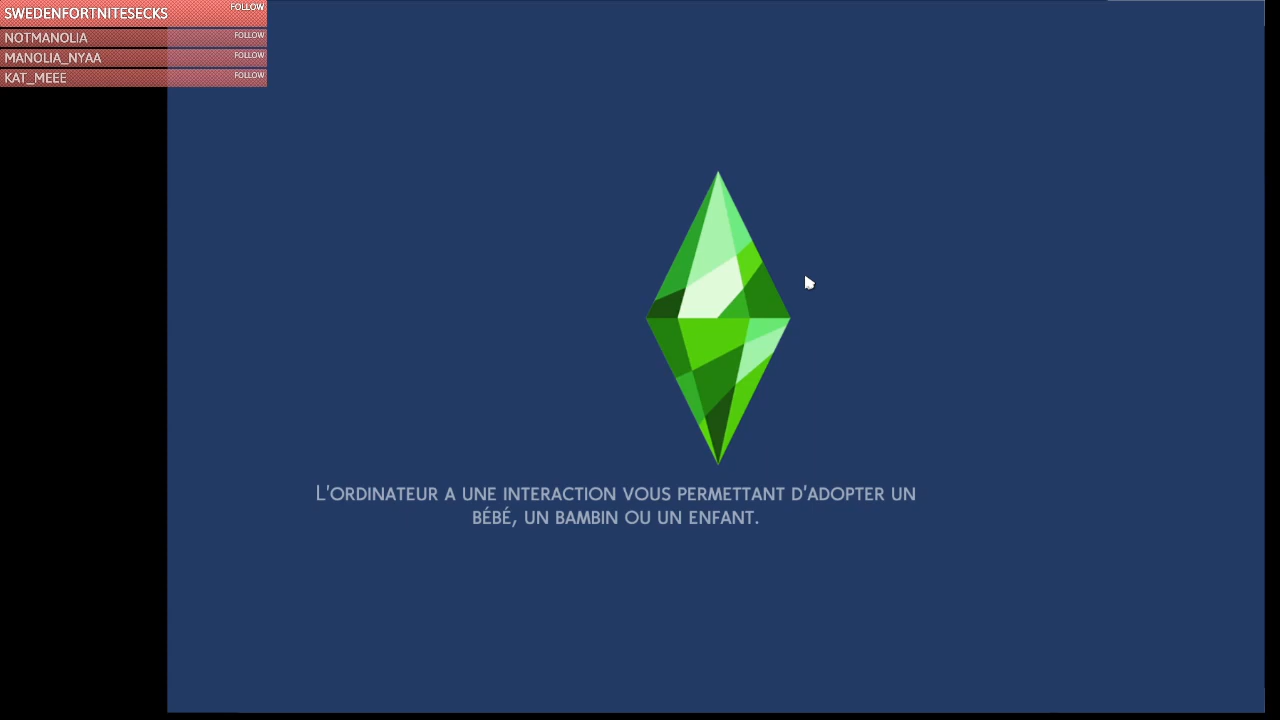 SWEDENFORTNITESECKS FOLLOW
NOTMANOLIA FOLLOW
MANOLIA_NYAA FOLLOW
KAT_MEEE FOLLOW
L'ORDINATEUR A UNE INTERACTION VOUS PERMETTANT D'ADOPTER UN
BÉBÉ, UN BAMBIN OU UN ENFANT.